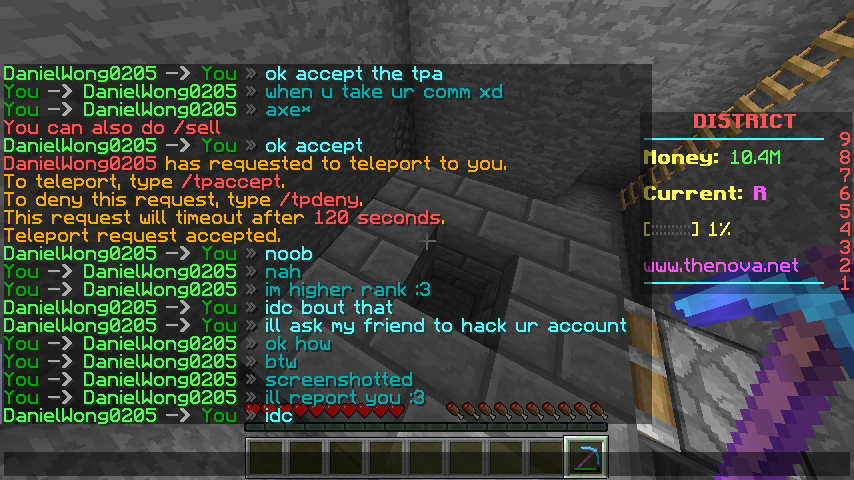 DanielWong0205 -> You » ok accept the tpa
You -> DanielWong0205 » when u take ur comm xd
You -> DanielWong0205 » axe*
You can also do /sell
DanielWong0205 -> You » ok accept
DanielWong0205 has requested to teleport to you.
To teleport, type /tpaccept.
To deny this request, type /tpdeny.
This request will timeout after 120 seconds.
Teleport request accepted.
DanielWong0205 -> You » noob
You -> DanielWong0205 » nah
You -> DanielWong0205 » im higher rank :3
DanielWong0205 -> You » idc bout that
DanielWong0205 -> You » ill ask my friend to hack ur account
You -> DanielWong0205 » ok how
You -> DanielWong0205 » btw
You -> DanielWong0205 » screenshotted
You -> DanielWong0205 » ill report you :3
DanielWong0205 -> You » idc
DISTRICT
9
Money: 10.4M 8
7
Current: R 6
5
[::::::::::] 1% 4
3
www.thenova.net 2
1